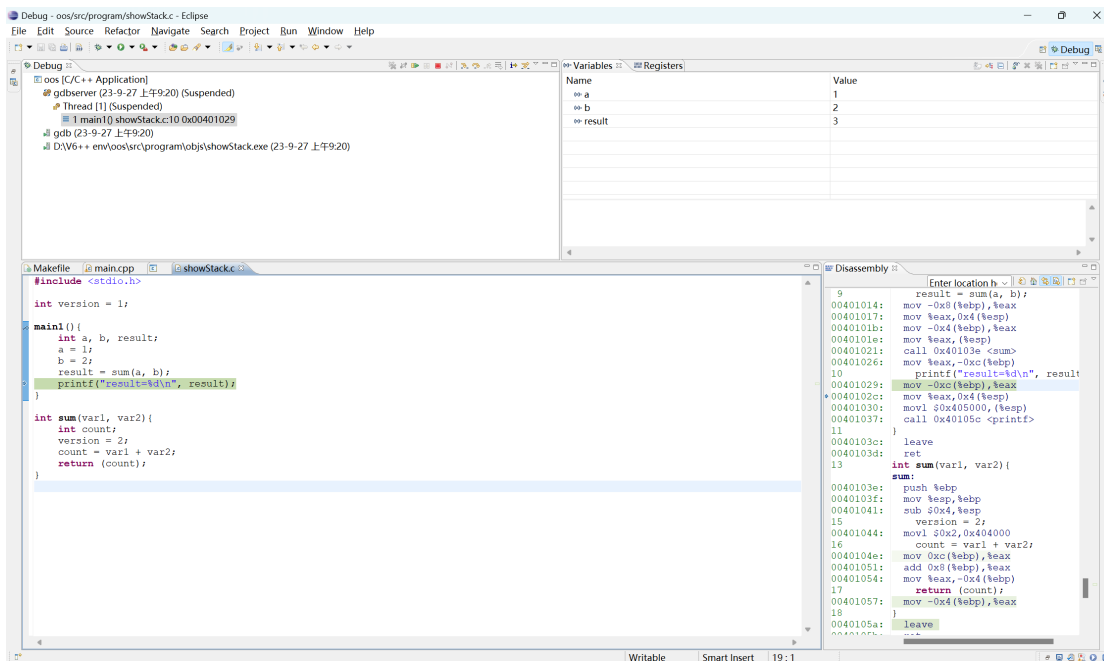 Debug - oos/src/program/showStack.c - Eclipse
File Edit Source Refactor Navigate Search Project Run Window Help
Debug
Debug
oos [C/C++ Application]
gdbserver (23-9-27 上午9:20) (Suspended)
Thread [1] (Suspended)
1 main1() showStack.c:10 0x00401029
gdb (23-9-27 上午9:20)
D:\V6++ env\oos\src\program\objs\showStack.exe (23-9-27 上午9:20)
Variables Registers
Name Value
a 1
b 2
result 3
Makefile main.cpp showStack.c
#include <stdio.h>
int version = 1;
main1(){
int a, b, result;
a = 1;
b = 2;
result = sum(a, b);
printf("result=%d\n", result);
}
int sum(var1, var2){
int count;
version = 2;
count = var1 + var2;
return (count);
}
Disassembly
Enter location h
9 result = sum(a, b);
00401014: mov -0x8(%ebp),%eax
00401017: mov %eax,0x4(%esp)
0040101b: mov -0x4(%ebp),%eax
0040101e: mov %eax,(%esp)
00401021: call 0x40103e <sum>
00401026: mov %eax,-0xc(%ebp)
10 printf("result=%d\n", result
00401029: mov -0xc(%ebp),%eax
0040102c: mov %eax,0x4(%esp)
00401030: movl $0x405000,(%esp)
00401037: call 0x40105c <printf>
11 }
0040103c: leave
0040103d: ret
13 int sum(var1, var2){
sum:
0040103e: push %ebp
0040103f: mov %esp,%ebp
00401041: sub $0x4,%esp
15 version = 2;
00401044: movl $0x2,0x404000
16 count = var1 + var2;
0040104e: mov 0xc(%ebp),%eax
00401051: add 0x8(%ebp),%eax
00401054: mov %eax,-0x4(%ebp)
17 return (count);
00401057: mov -0x4(%ebp),%eax
18 }
0040105a: leave
Writable Smart Insert 19 : 1